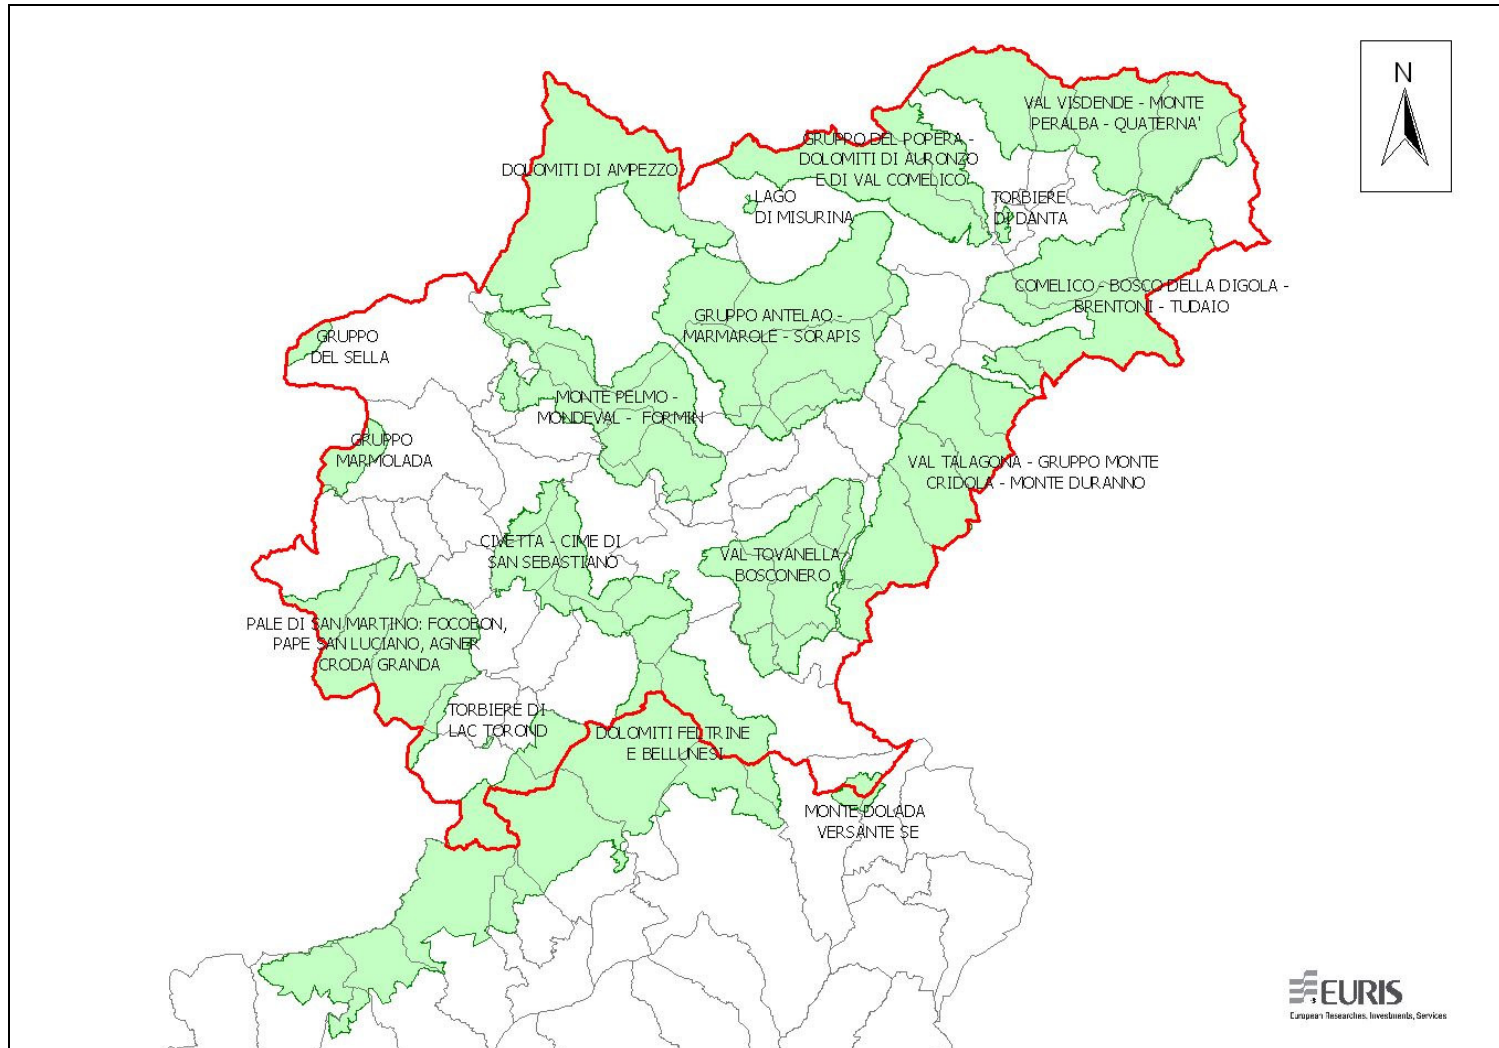 N
VAL VISDENDE - MONTE
PERALBA - QUATERNA'
GRUPPO DEL POPERA -
DOLOMITI DI AURONZO
E DI VAL COMELICO
DOLOMITI DI AMPEZZO
LAGO
DI MISURINA
TORBIERE
DI DANTA
COMELICO - BOSCO DELLA DIGOLA -
BRENTONI - TUDAIO
GRUPPO ANTELAO -
MARMAROLE - SORAPIS
GRUPPO
DEL SELLA
MONTE PELMO -
MONDEVAL - FORMIN
GRUPPO
MARMOLADA
VAL TALAGONA - GRUPPO MONTE
CRIDOLA - MONTE DURANNO
CIVETTA - CIME DI
SAN SEBASTIANO
VAL TOVANELLA
BOSCONERO
PALE DI SAN MARTINO: FOCOBON,
PAPE SAN LUCIANO, AGNER
CRODA GRANDA
TORBIERE DI
LAC TOROND
DOLOMITI FELTRINE
E BELLUNESI
MONTE DOLADA
VERSANTE SE
EURIS
European Researches, Investments, Services